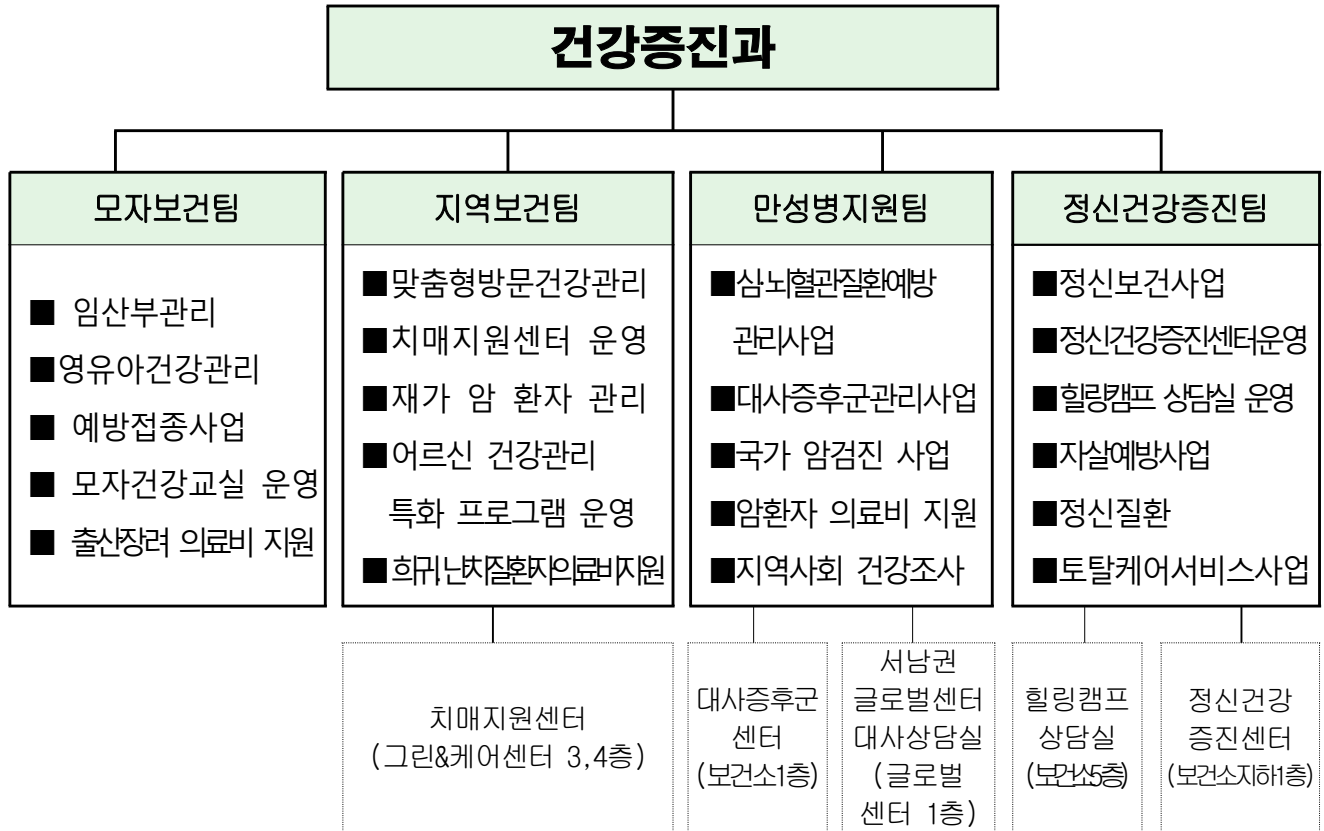 건강증진과
모자보건팀
■ 임산부관리
■영유아건강관리
■ 예방접종사업
■ 모자건강교실 운영
■ 출산장려 의료비 지원
지역보건팀
■맞춤형방문건강관리
■치매지원센터 운영
■재가 암 환자 관리
■어르신 건강관리
특화 프로그램 운영
■희귀.난치질환자의료비지원
만성병지원팀
■심.뇌혈관질환예방
관리사업
■대사증후군관리사업
■국가 암검진 사업
■암환자 의료비 지원
■지역사회 건강조사
정신건강증진팀
■정신보건사업
■정신건강증진센터운영
■힐링캠프 상담실 운영
■자살예방사업
■정신질환
■토탈케어서비스사업
치매지원센터
(그린&케어센터 3,4층)
대사증후군
센터
(보건소1층)
서남권
글로벌센터
대사상담실
(글로벌
센터 1층)
힐링캠프
상담실
(보건소5층)
정신건강
증진센터
(보건소지하1층)